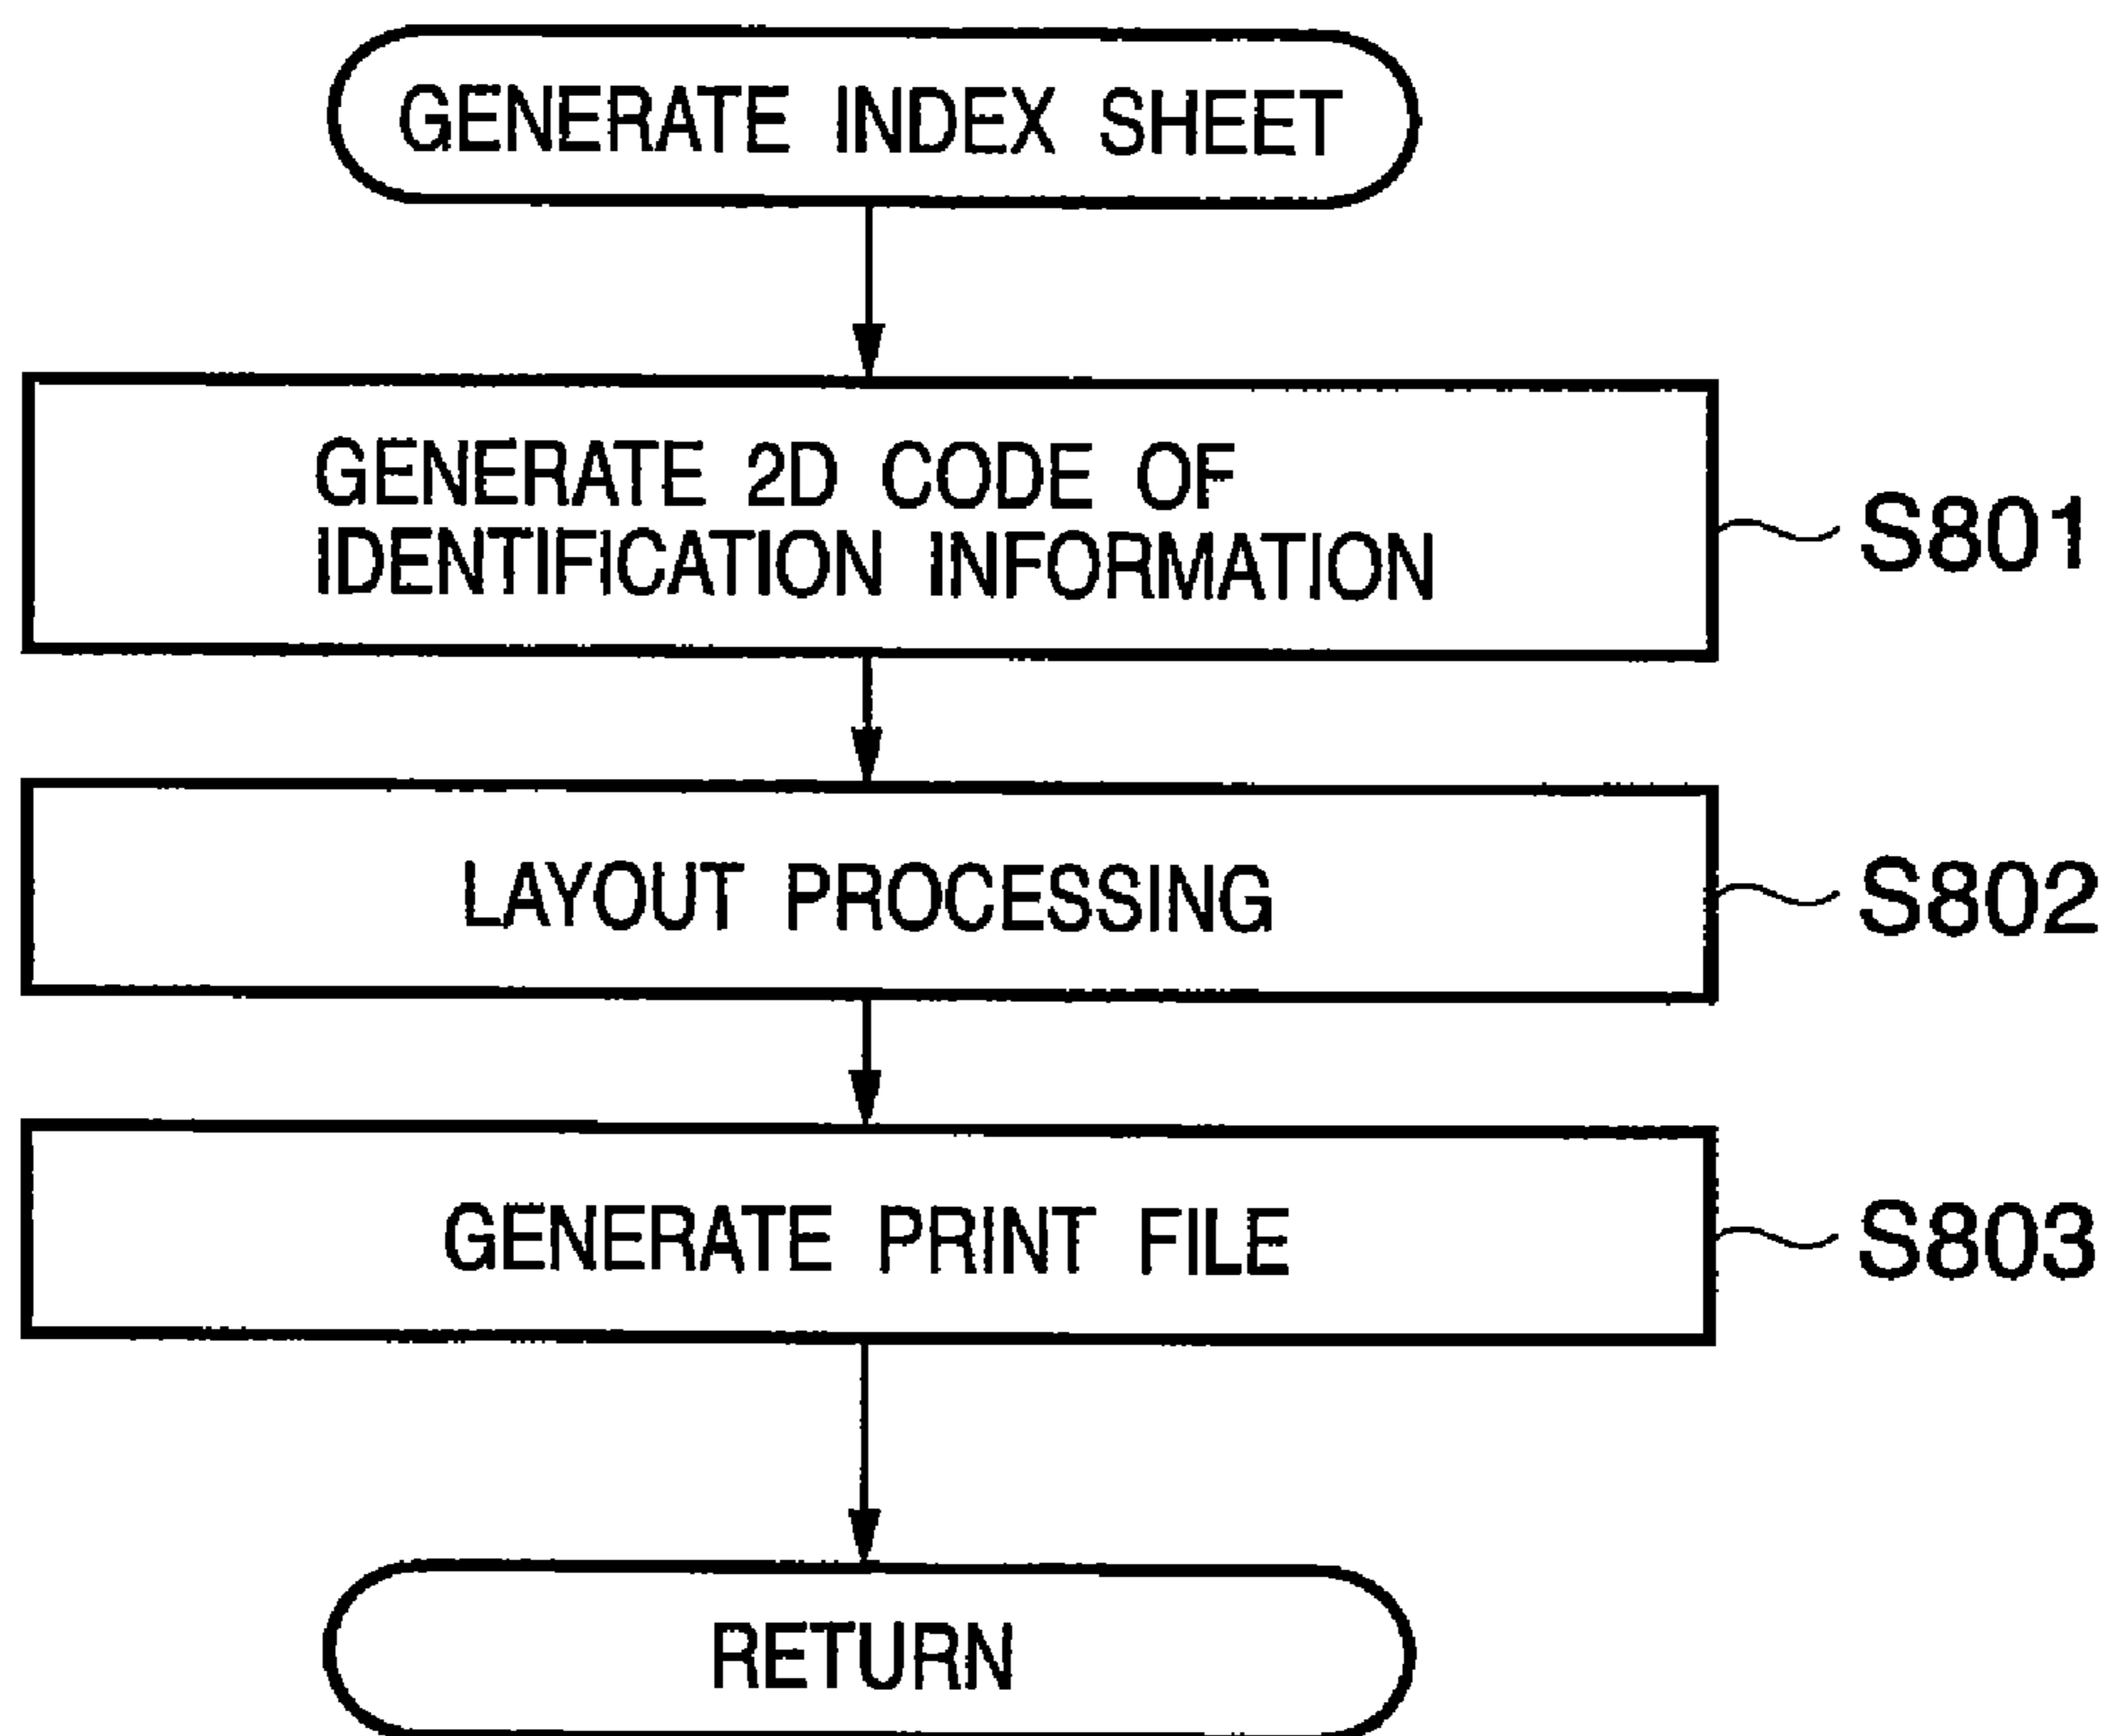 GENERATE INDEX SHEET
GENERATE 2D CODE OF
IDENTIFICATION INFORMATION
S801
LAYOUT PROCESSING
S802
GENERATE PRINT FILE
S803
RETURN